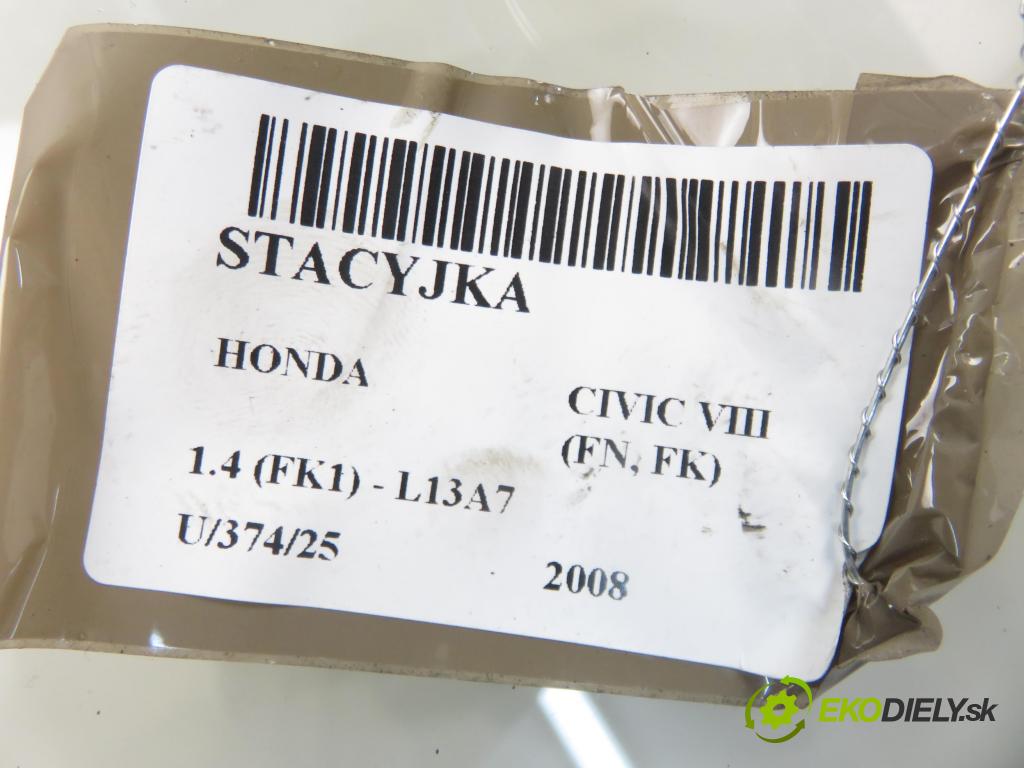 STACYJKA
HONDA
CIVIC VIII
(FN, FK)
1.4 (FK1) - L13A7
U/374/25
2008
EKODIELY.sk